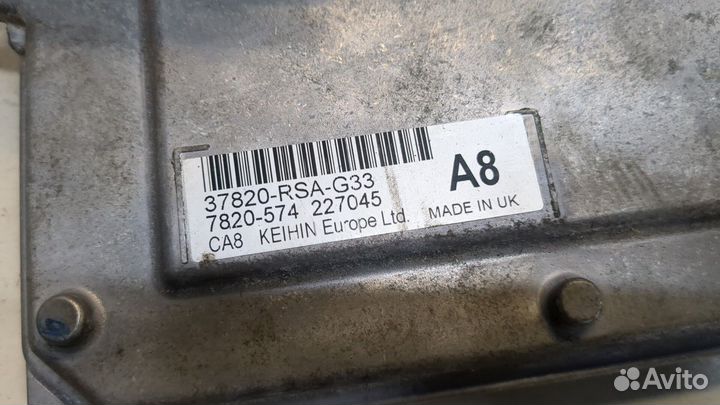 37820-RSA-G33
7820-574 227045
CA8 KEIHIN Europe Ltd.
A8
MADE IN UK
Avito